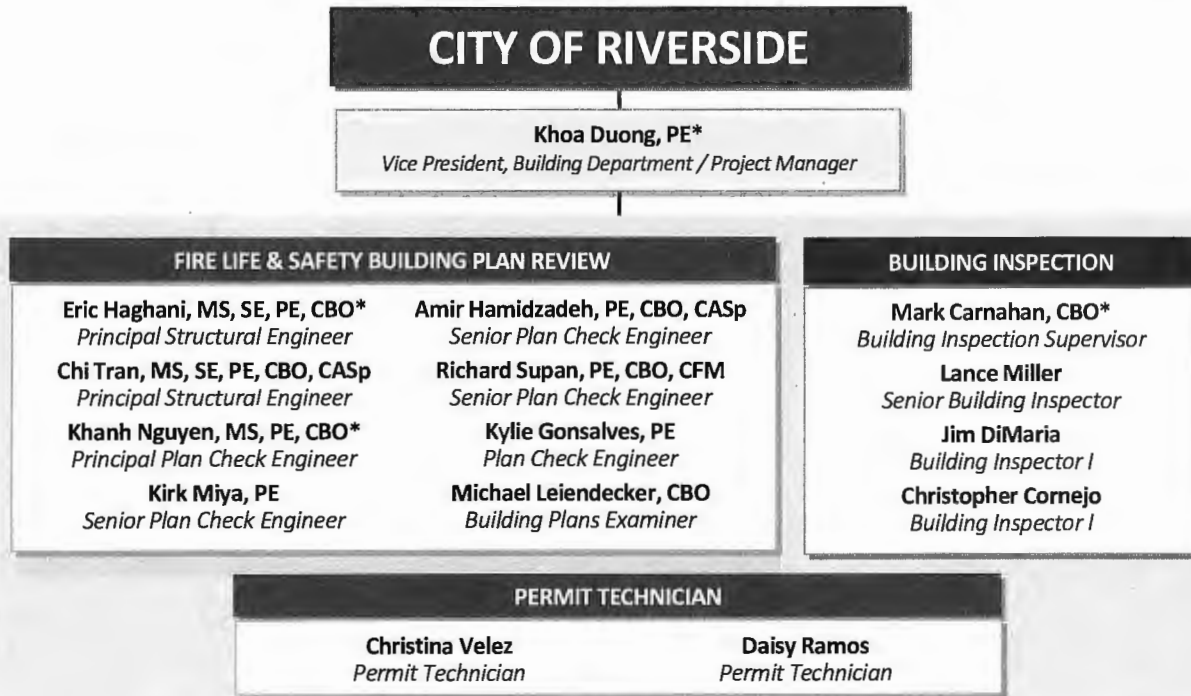 CITY OF RIVERSIDE
Khoa Duong, PE*
Vice President, Building Department / Project Manager
FIRE LIFE & SAFETY BUILDING PLAN REVIEW
Eric Haghani, MS, SE, PE, CBO*
Principal Structural Engineer
Chi Tran, MS, SE, PE, CBO, CASp
Principal Structural Engineer
Khanh Nguyen, MS, PE, CBO*
Principal Plan Check Engineer
Kirk Miya, PE
Senior Plan Check Engineer
Amir Hamidzadeh, PE, CBO, CASp
Senior Plan Check Engineer
Richard Supan, PE, CBO, CFM
Senior Plan Check Engineer
Kylie Gonsalves, PE
Plan Check Engineer
Michael Leiendecker, CBO
Building Plans Examiner
BUILDING INSPECTION
Mark Carnahan, CBO*
Building Inspection Supervisor
Lance Miller
Senior Building Inspector
Jim DiMaria
Building Inspector I
Christopher Cornejo
Building Inspector I
PERMIT TECHNICIAN
Christina Velez
Permit Technician
Daisy Ramos
Permit Technician